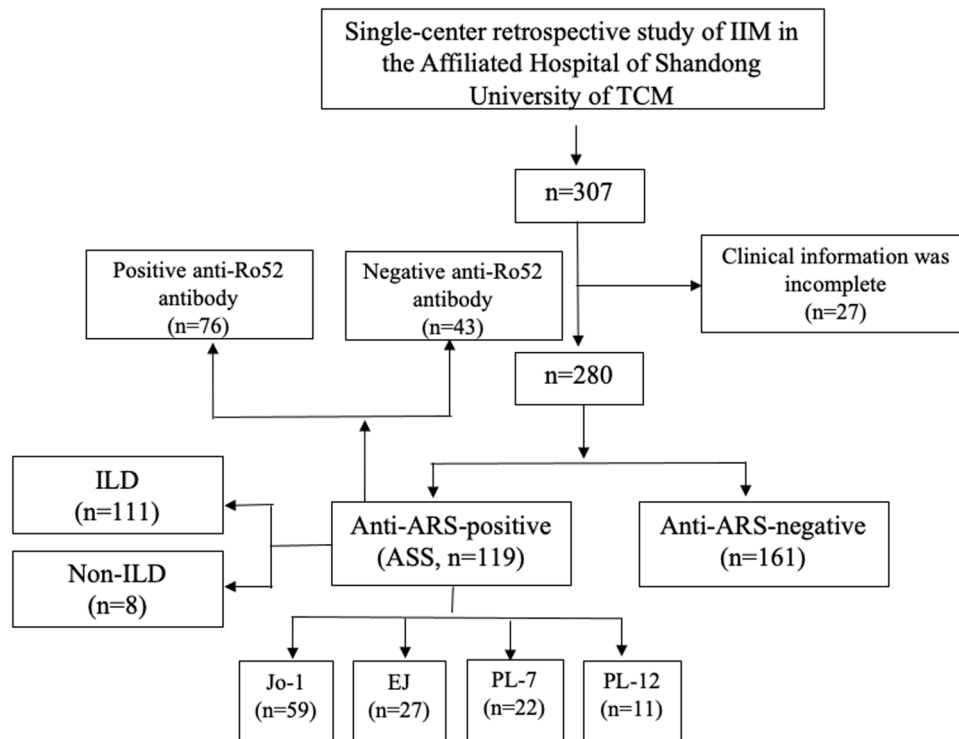 Single-center retrospective study of IIM in
the Affiliated Hospital of Shandong
University of TCM
n=307
Positive anti-Ro52
antibody
(n=76)
Negative anti-Ro52
antibody
(n=43)
Clinical information was
incomplete
(n=27)
n=280
ILD
(n=111)
Non-ILD
(n=8)
Anti-ARS-positive
(ASS, n=119)
Anti-ARS-negative
(n=161)
Jo-1
(n=59)
EJ
(n=27)
PL-7
(n=22)
PL-12
(n=11)